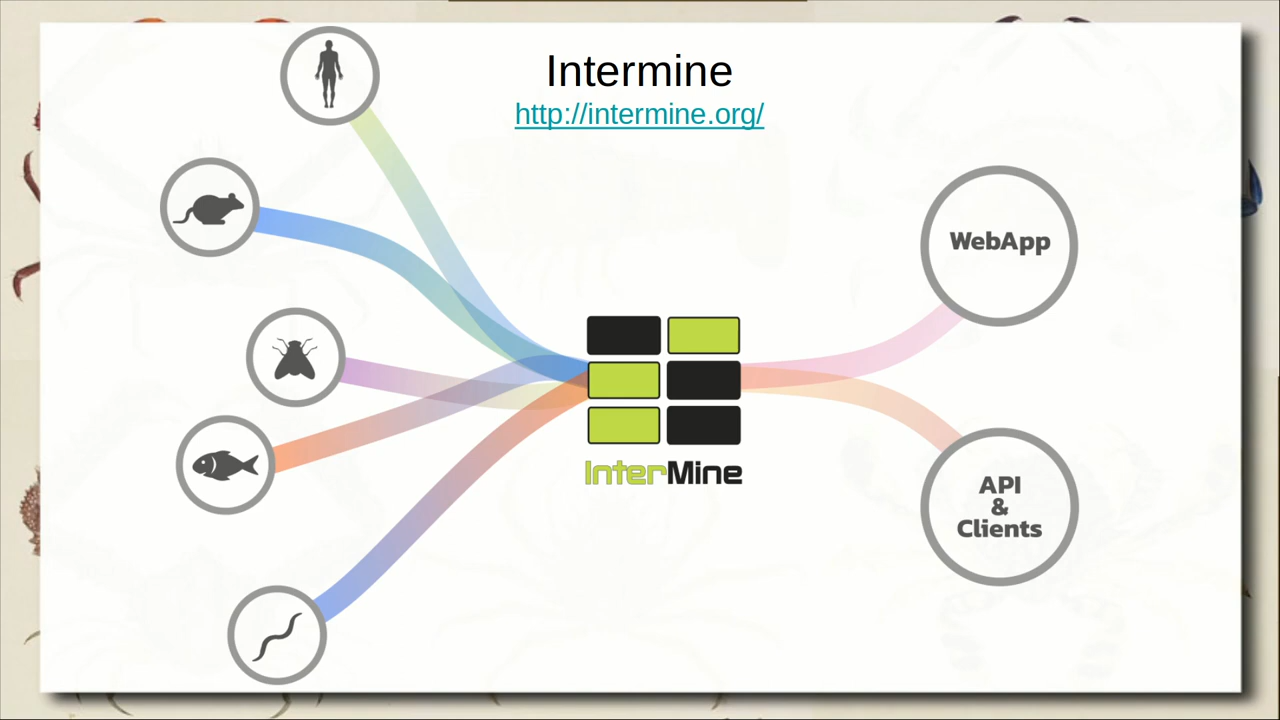 Intermine
http://intermine.org/
WebApp
InterMine
API
&
Clients